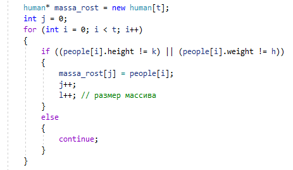 human* massa_rost = new human[t];
int j = 0;
for (int i = 0; i < t; i++)
{
if ((people[i].height != k) || (people[i].weight != h))
{
massa_rost[j] = people[i];
j++;
l++; // размер массива
}
else
{
continue;
}
}